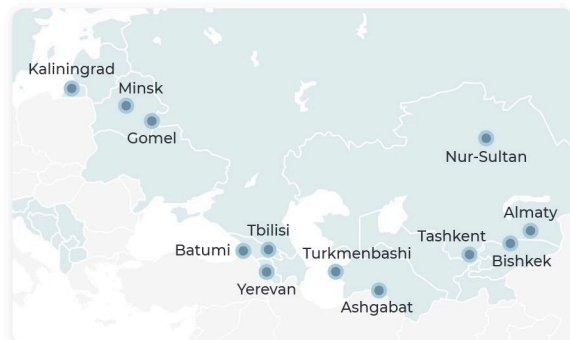 Kaliningrad
Minsk
Gomel
Nur-Sultan
Almaty
Tbilisi
Tashkent
Batumi
Turkmenbashi
Bishkek
Yerevan
Ashgabat